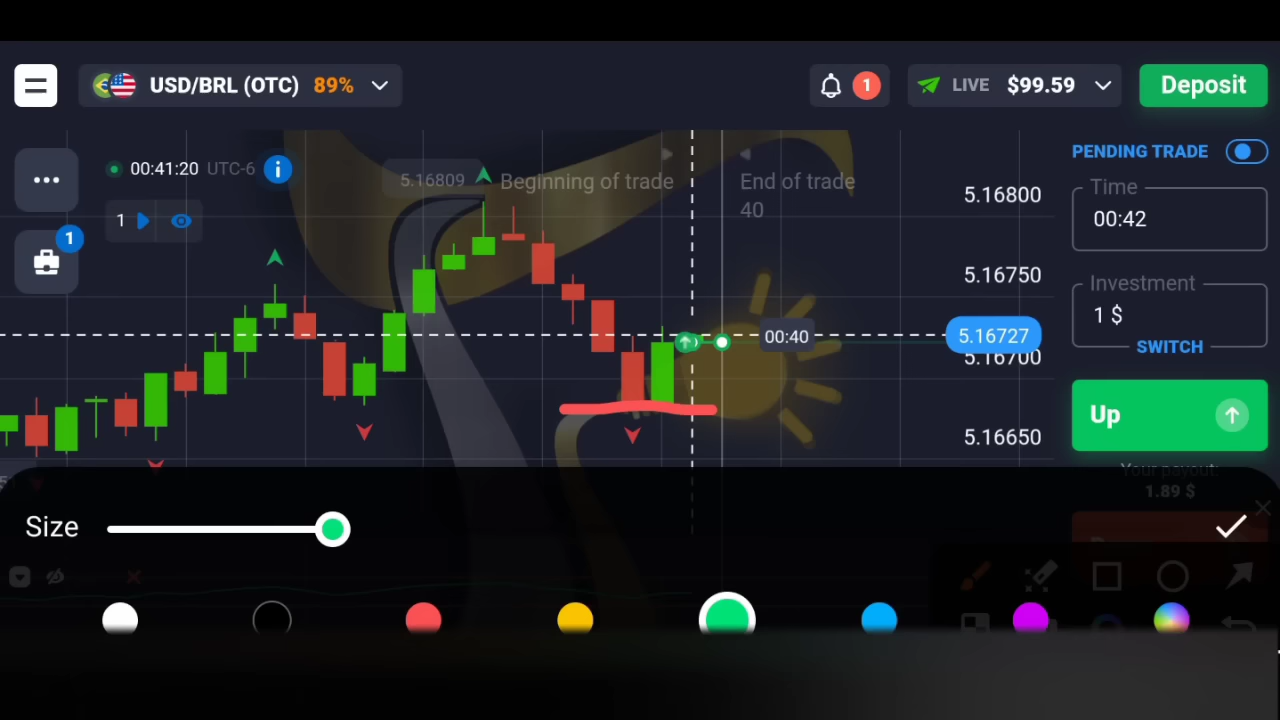 USD/BRL (OTC) 89%
1
LIVE $99.59
Deposit
00:41:20 UTC-6 i
5.16809
Beginning of trade
End of trade
40
5.16800
PENDING TRADE
Time
00:42
1
1
5.16750
Investment
1 $
SWITCH
00:40
5.16727
5.16700
Up
5.16650
Your payout:
1.89 $
Size